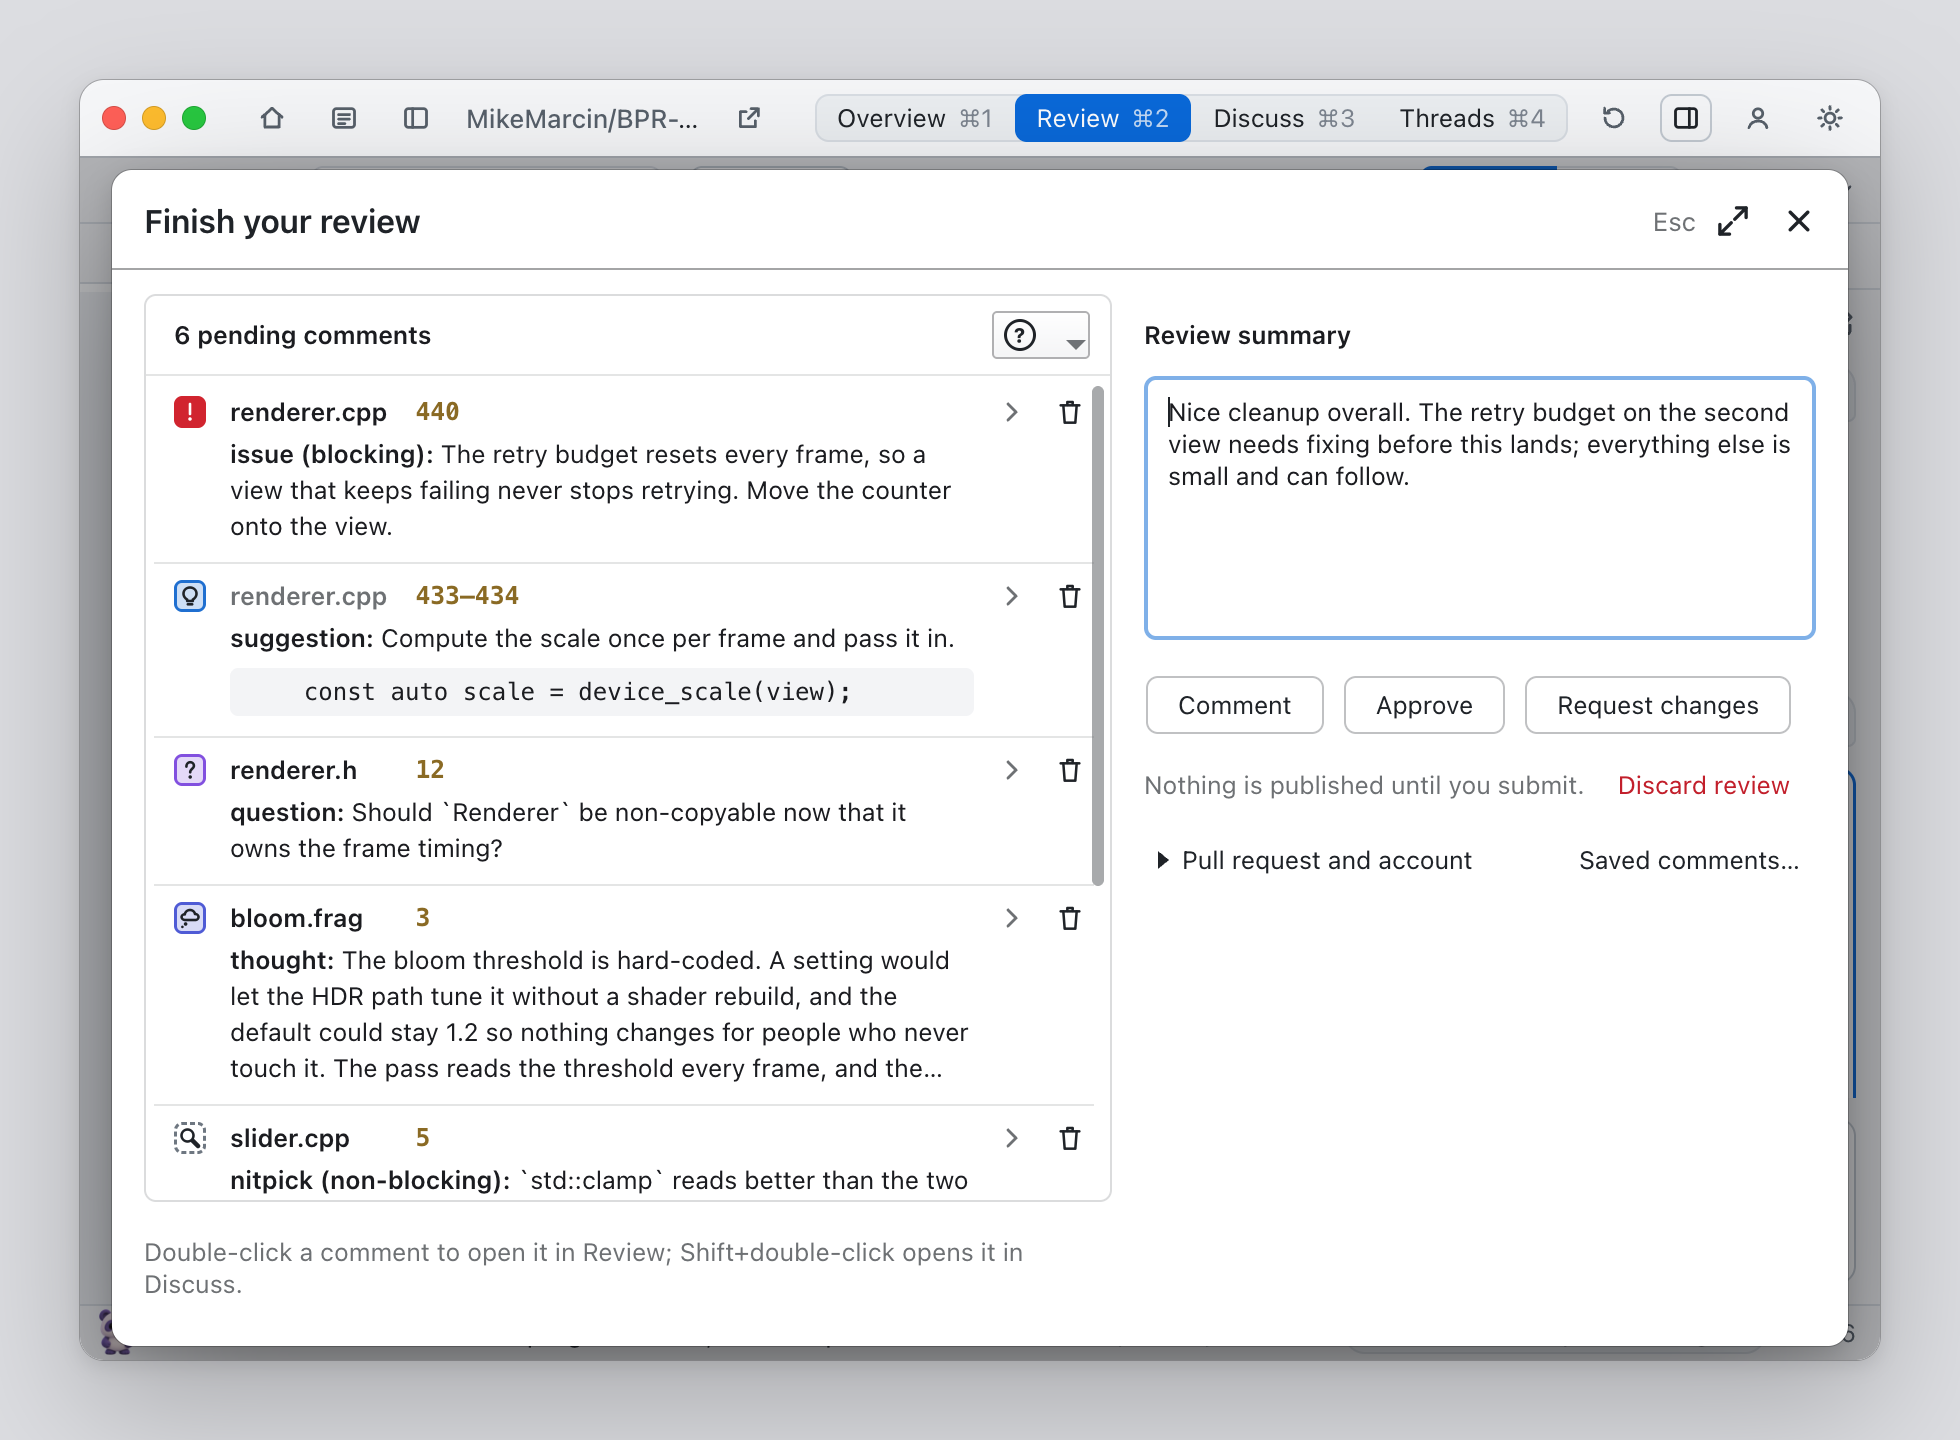 MikeMarcin/BPR-...
Overview ⌘1
Review ⌘2
Discuss ⌘3
Threads ⌘4
Finish your review
Esc
6 pending comments
?
renderer.cpp 440
issue (blocking): The retry budget resets every frame, so a
view that keeps failing never stops retrying. Move the counter
onto the view.
renderer.cpp 433–434
suggestion: Compute the scale once per frame and pass it in.
const auto scale = device_scale(view);
renderer.h 12
question: Should `Renderer` be non-copyable now that it
owns the frame timing?
bloom.frag 3
thought: The bloom threshold is hard-coded. A setting would
let the HDR path tune it without a shader rebuild, and the
default could stay 1.2 so nothing changes for people who never
touch it. The pass reads the threshold every frame, and the...
slider.cpp 5
nitpick (non-blocking): `std::clamp` reads better than the two
Double-click a comment to open it in Review; Shift+double-click opens it in
Discuss.
Review summary
Nice cleanup overall. The retry budget on the second
view needs fixing before this lands; everything else is
small and can follow.
Comment
Approve
Request changes
Nothing is published until you submit.
Discard review
Pull request and account
Saved comments...